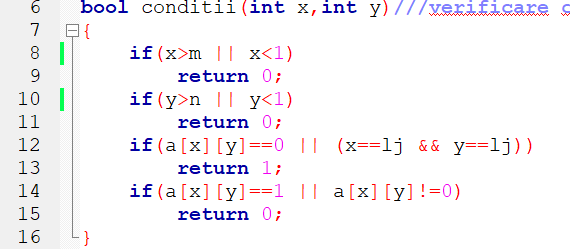 6 bool conditii(int x,int y)///verificare
7 {
8 if(x>m || x<1)
9 return 0;
10 if(y>n || y<1)
11 return 0;
12 if(a[x][y]==0 || (x==lj && y==lj))
13 return 1;
14 if(a[x][y]==1 || a[x][y]!=0)
15 return 0;
16 }